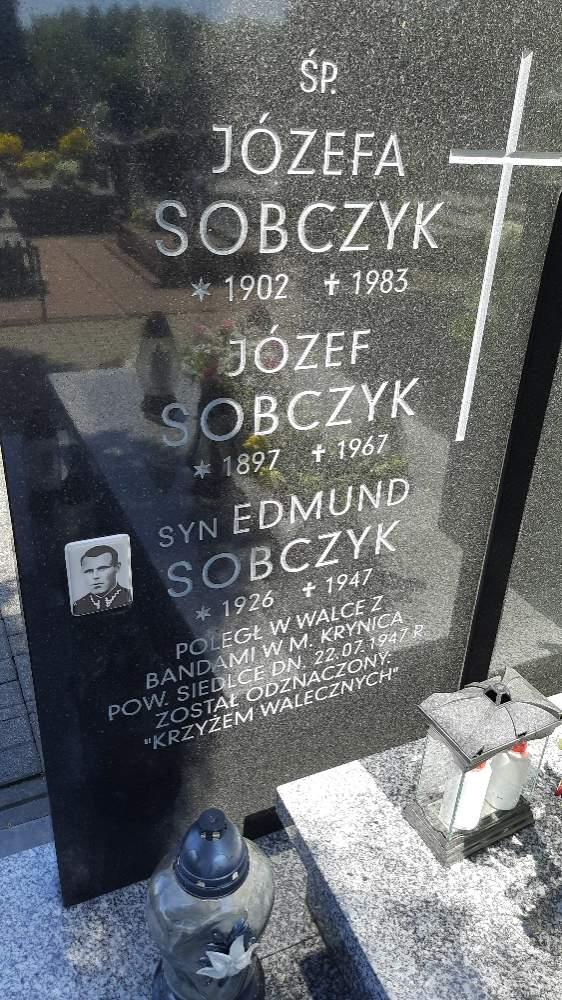 ŚP.
JÓZEFA
SOBCZYK
* 1902 ✝ 1983
JÓZEF
SOBCZYK
* 1897 ✝ 1967
SYN EDMUND
SOBCZYK
* 1926 ✝ 1947
POLEGŁ W WALCE Z
BANDAMI W M. KRYNICA
POW. SIEDLCE DN. 22.07.1947 R.
ZOSTAŁ ODZNACZONY:
"KRZYŻEM WALECZNYCH"